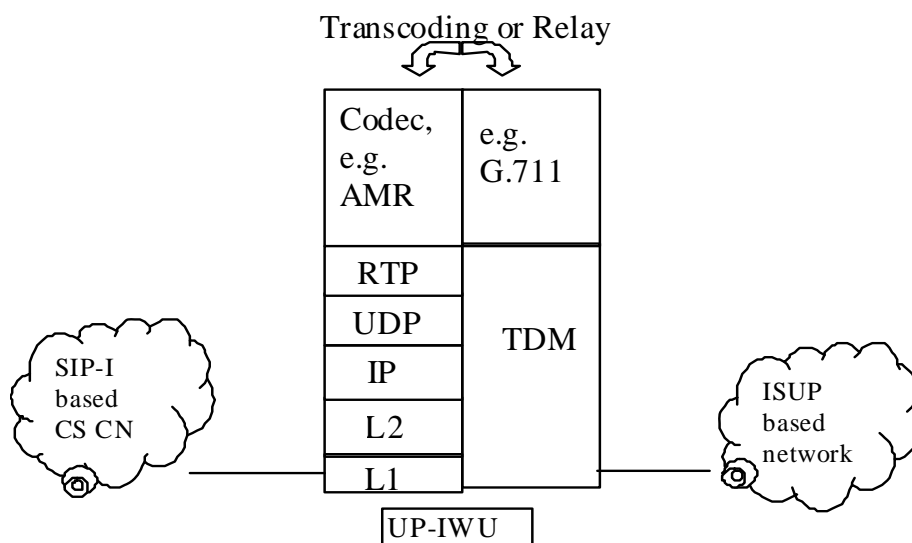 Transcoding or Relay
Codec,
e.g.
AMR
e.g.
G.711
RTP
UDP
IP
L2
L1
TDM
SIP-I
based
CS CN
ISUP
based
network
UP-IWU